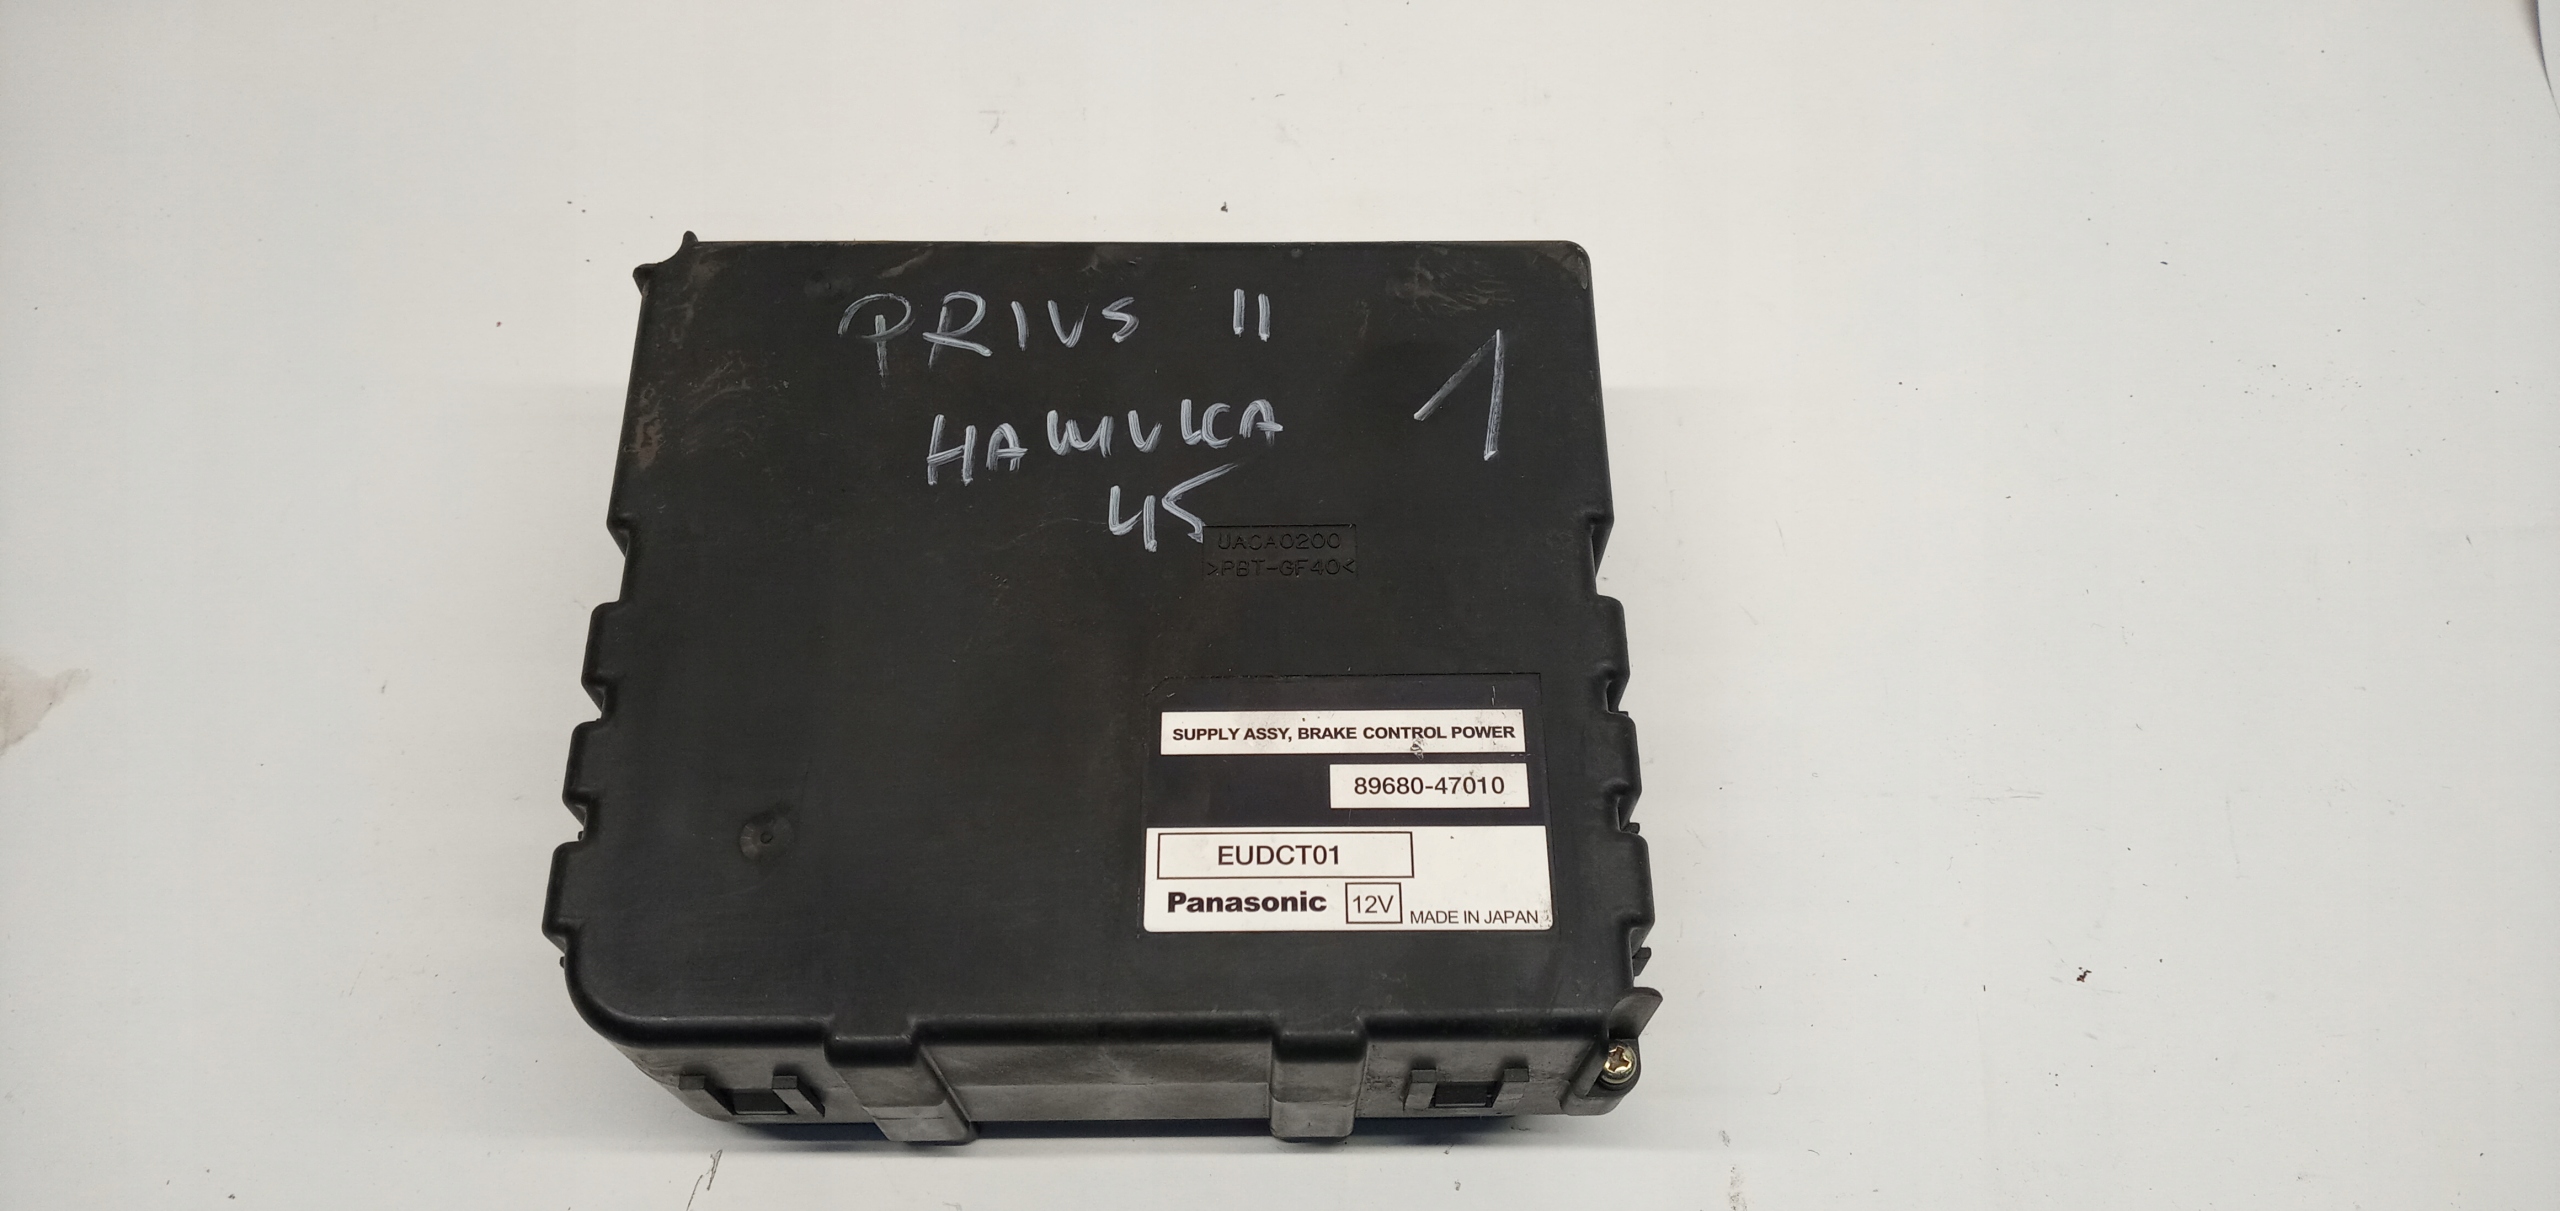 PRIUS II
1
45
UACA0200
>PBT-GF40<
SUPPLY ASSY, BRAKE CONTROL POWER
89680-47010
EUDCT01
Panasonic 12V MADE IN JAPAN